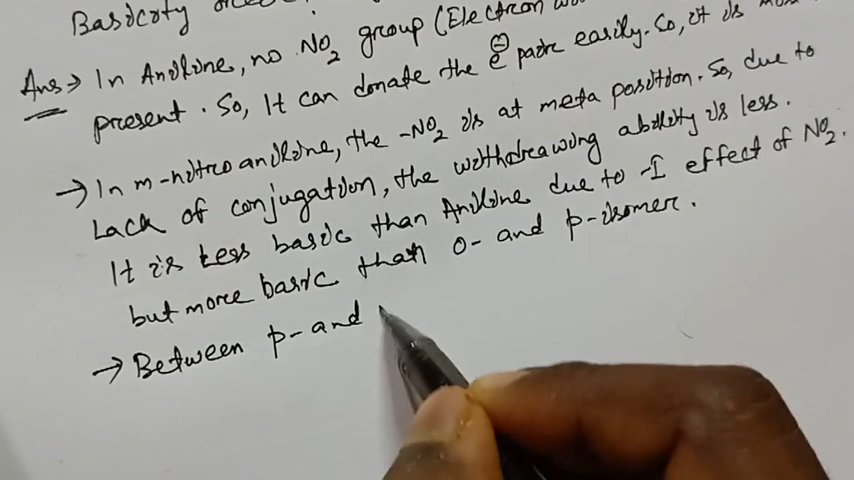 Basicity order
Ans → In Aniline, no NO2 group (Electron
present. So, It can donate the e⊖ pair easily. So, it is
→ In m-nitroaniline, the -NO2 is at meta position. So, due to
Lack of conjugation, the withdrawing ability is less.
It is Less basic than Aniline due to -I effect of NO2.
but more basic than o- and p-isomer.
→ Between p- and